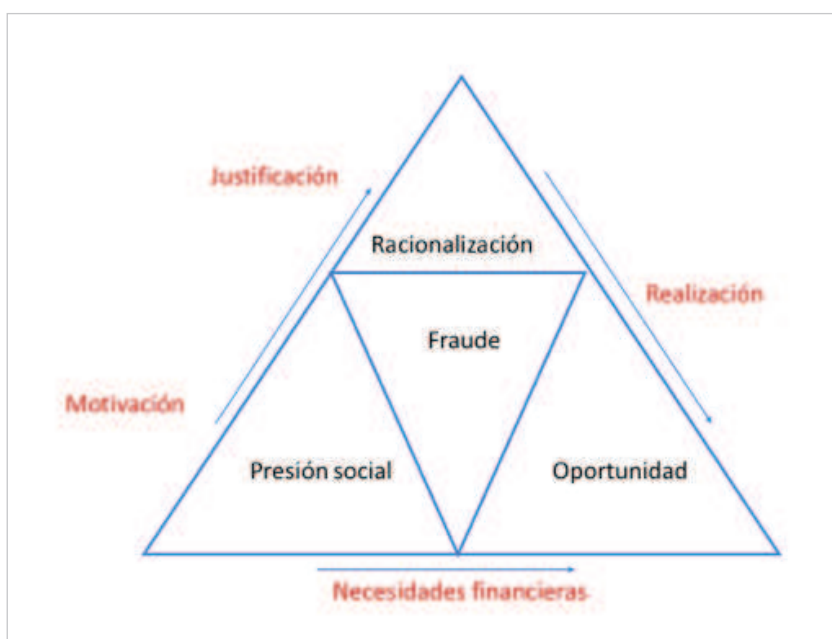 Justificación
Racionalización
Realización
Fraude
Motivación
Presión social
Oportunidad
Necesidades financieras